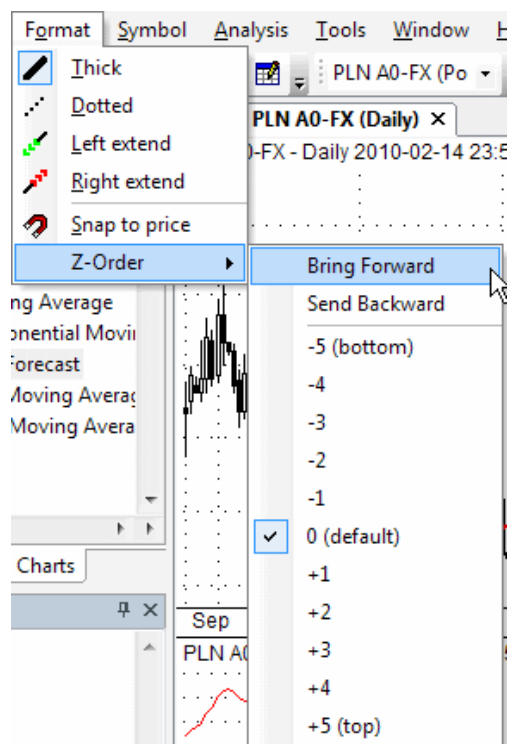 Format Symbol Analysis Tools Window H
Thick
PLN A0-FX (Po
Dotted
PLN A0-FX (Daily)
Left extend
-FX - Daily 2010-02-14 23:5
Right extend
Snap to price
Z-Order
Bring Forward
Send Backward
ng Average
onential Movi
-5 (bottom)
Forecast
-4
Moving Averag
-3
Moving Avera
-2
-1
0 (default)
Charts
+1
Sep
+2
PLN A0
+3
+4
+5 (top)